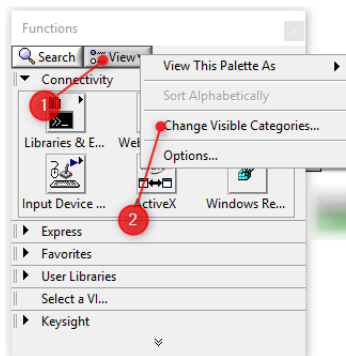 Functions
Search View
View This Palette As
Connectivity
Sort Alphabetically
1
Change Visible Categories...
Libraries & E... Web
Options...
Input Device ... ActiveX Windows Re...
2
Express
Favorites
User Libraries
Select a VI...
Keysight